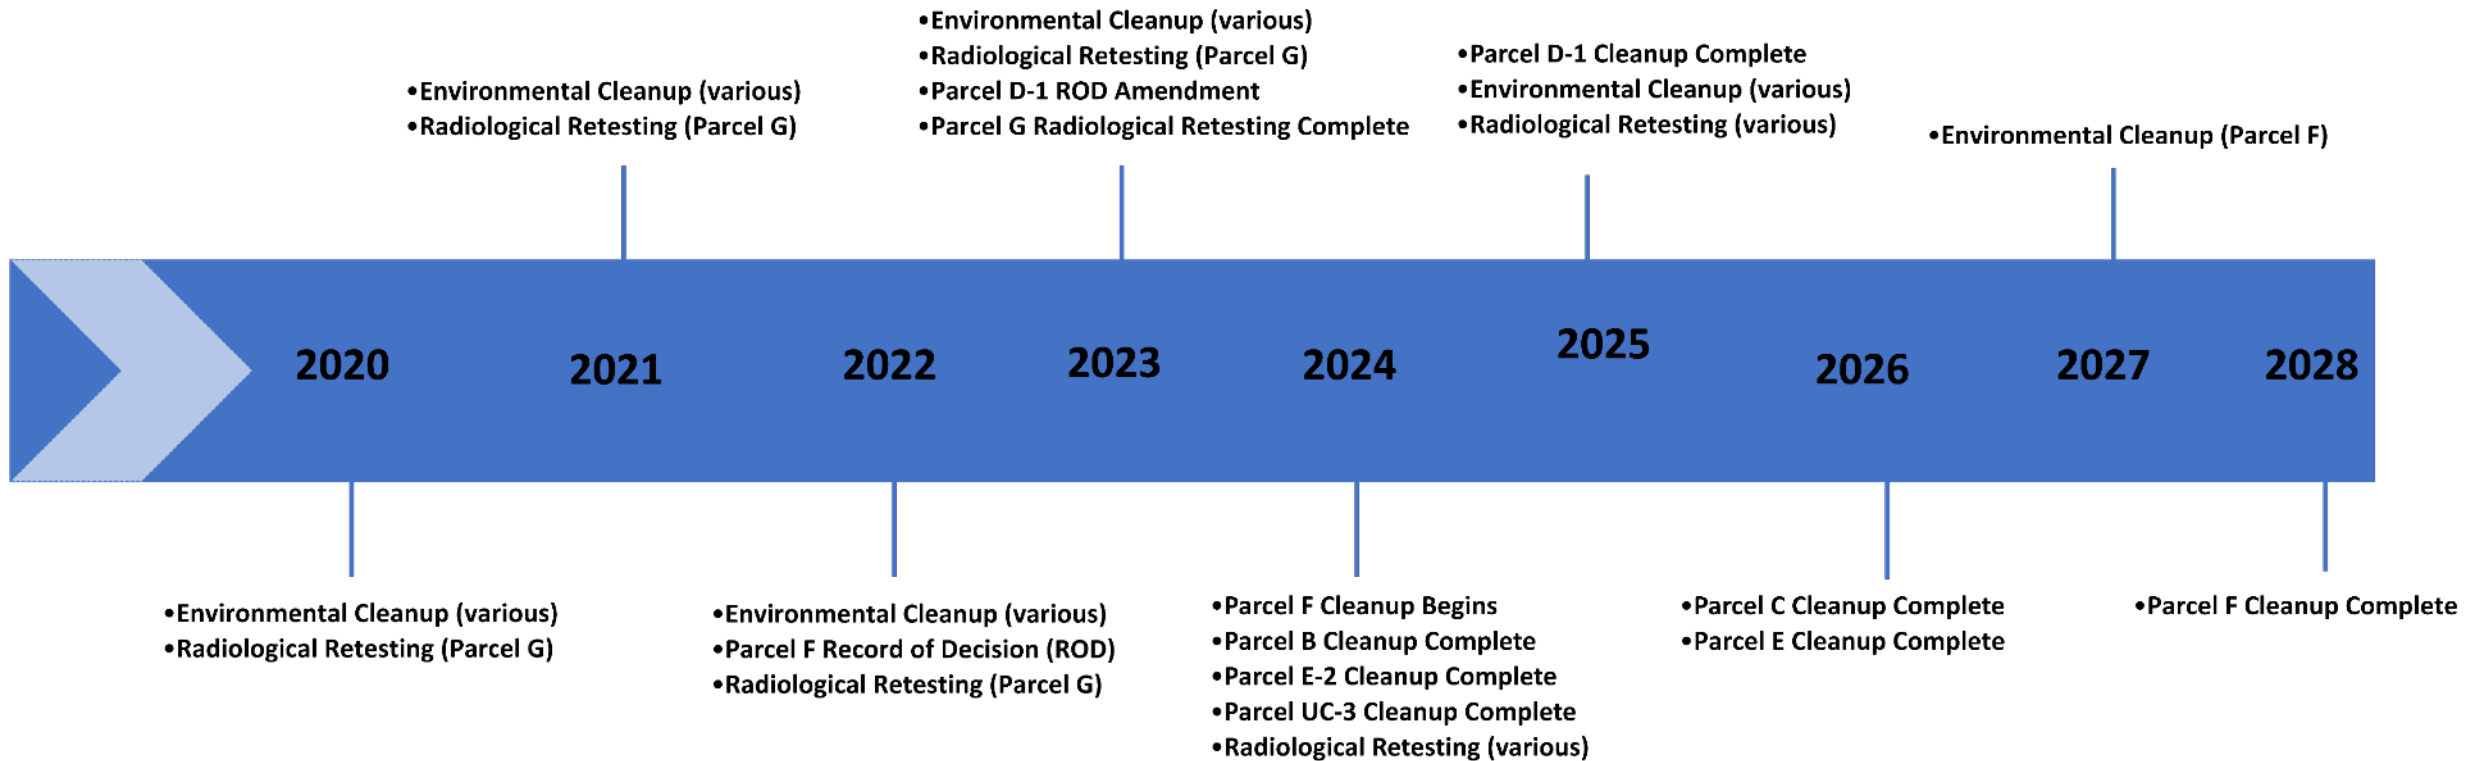 •Environmental Cleanup (various)
•Radiological Retesting (Parcel G)
•Environmental Cleanup (various)
•Radiological Retesting (Parcel G)
•Parcel D-1 ROD Amendment
•Parcel G Radiological Retesting Complete
•Parcel D-1 Cleanup Complete
•Environmental Cleanup (various)
•Radiological Retesting (various)
•Environmental Cleanup (Parcel F)
2020
2021
2022
2023
2024
2025
2026
2027
2028
•Environmental Cleanup (various)
•Radiological Retesting (Parcel G)
•Environmental Cleanup (various)
•Parcel F Record of Decision (ROD)
•Radiological Retesting (Parcel G)
•Parcel F Cleanup Begins
•Parcel B Cleanup Complete
•Parcel E-2 Cleanup Complete
•Parcel UC-3 Cleanup Complete
•Radiological Retesting (various)
•Parcel C Cleanup Complete
•Parcel E Cleanup Complete
•Parcel F Cleanup Complete